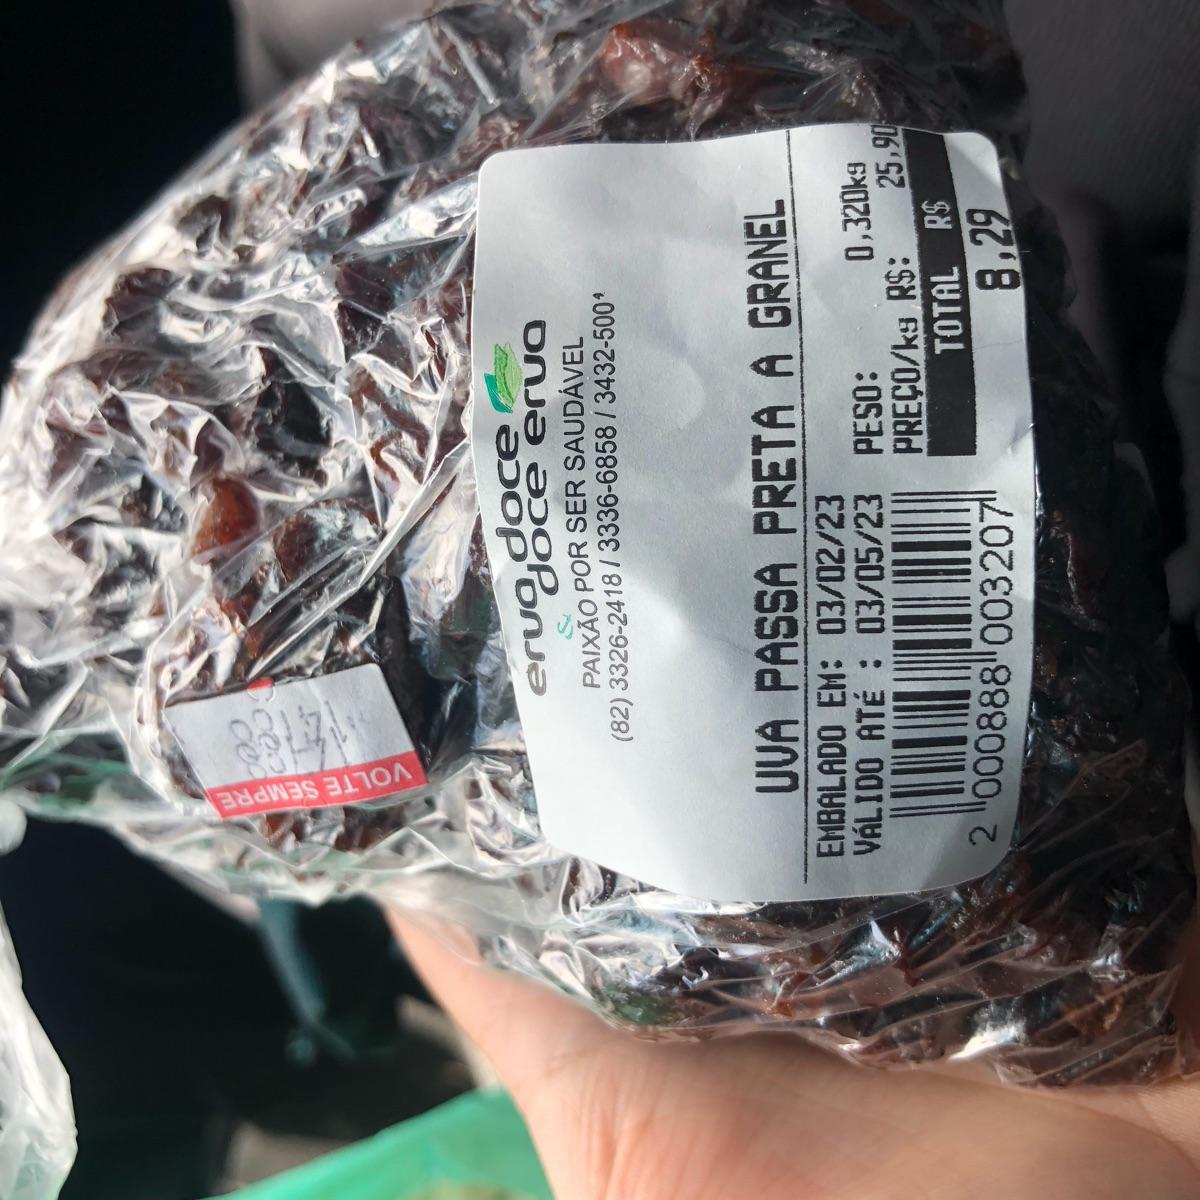 erva doce
& doce erva
PAIXÃO POR SER SAUDÁVEL
(82) 3326-2418 / 3336-6858 / 3432-500
UVA PASSA PRETA A GRANEL
EMBALADO EM: 03/02/23
VÁLIDO ATÉ : 03/05/23
PESO: 0,320kg
PREÇO/kg R$: 25,90
TOTAL R$
8,29
2 000888 003207
VOLTE SEMPRE